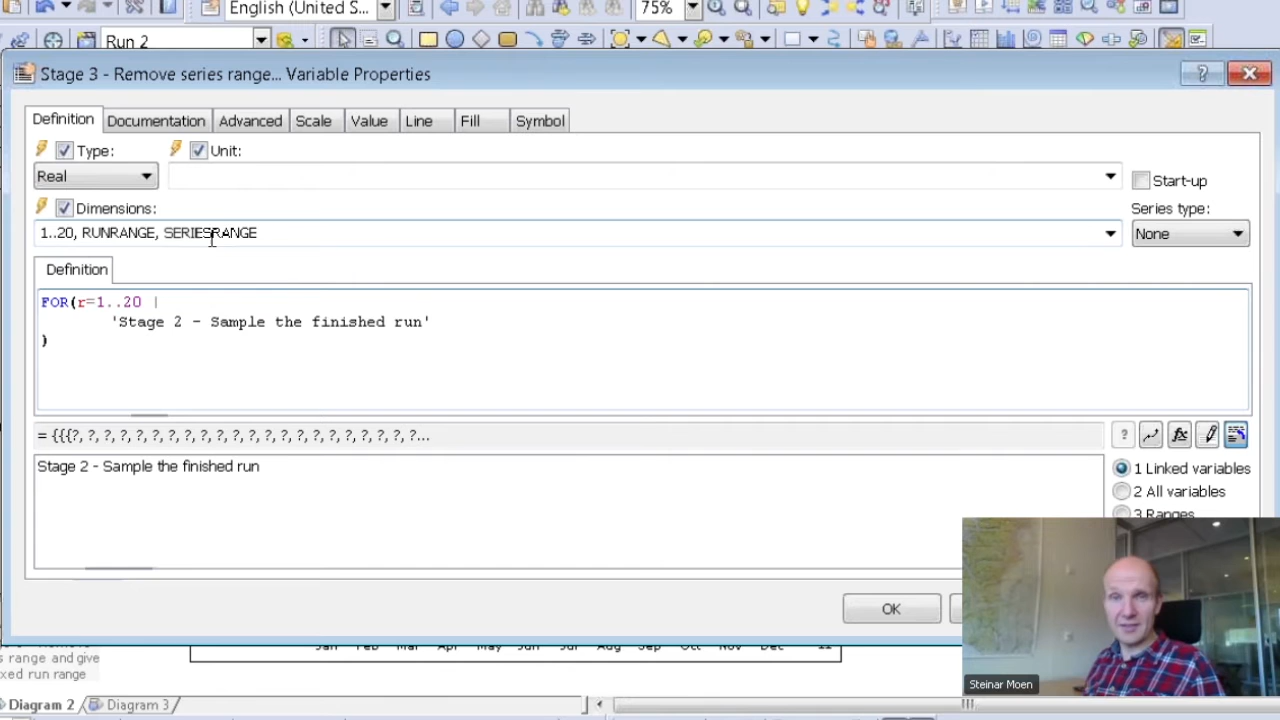 English (United S...
75%
Run 2
Stage 3 - Remove series range... Variable Properties
?
Definition
Documentation
Advanced
Scale
Value
Line
Fill
Symbol
Type:
Unit:
Real
Start-up
Dimensions:
Series type:
1..20, RUNRANGE, SERIESRANGE
None
Definition
FOR(r=1..20 |
'Stage 2 - Sample the finished run'
)
= {{{?, ?, ?, ?, ?, ?, ?, ?, ?, ?, ?, ?, ?, ?, ?, ?, ?, ?, ?, ?, ?, ?...
?
fx
Stage 2 - Sample the finished run
1 Linked variables
2 All variables
3 Ranges
OK
Jan Feb Mar Apr May Jun Jul Aug Sep Oct Nov Dec
s range and give
xed run range
Steinar Moen
Diagram 2
Diagram 3